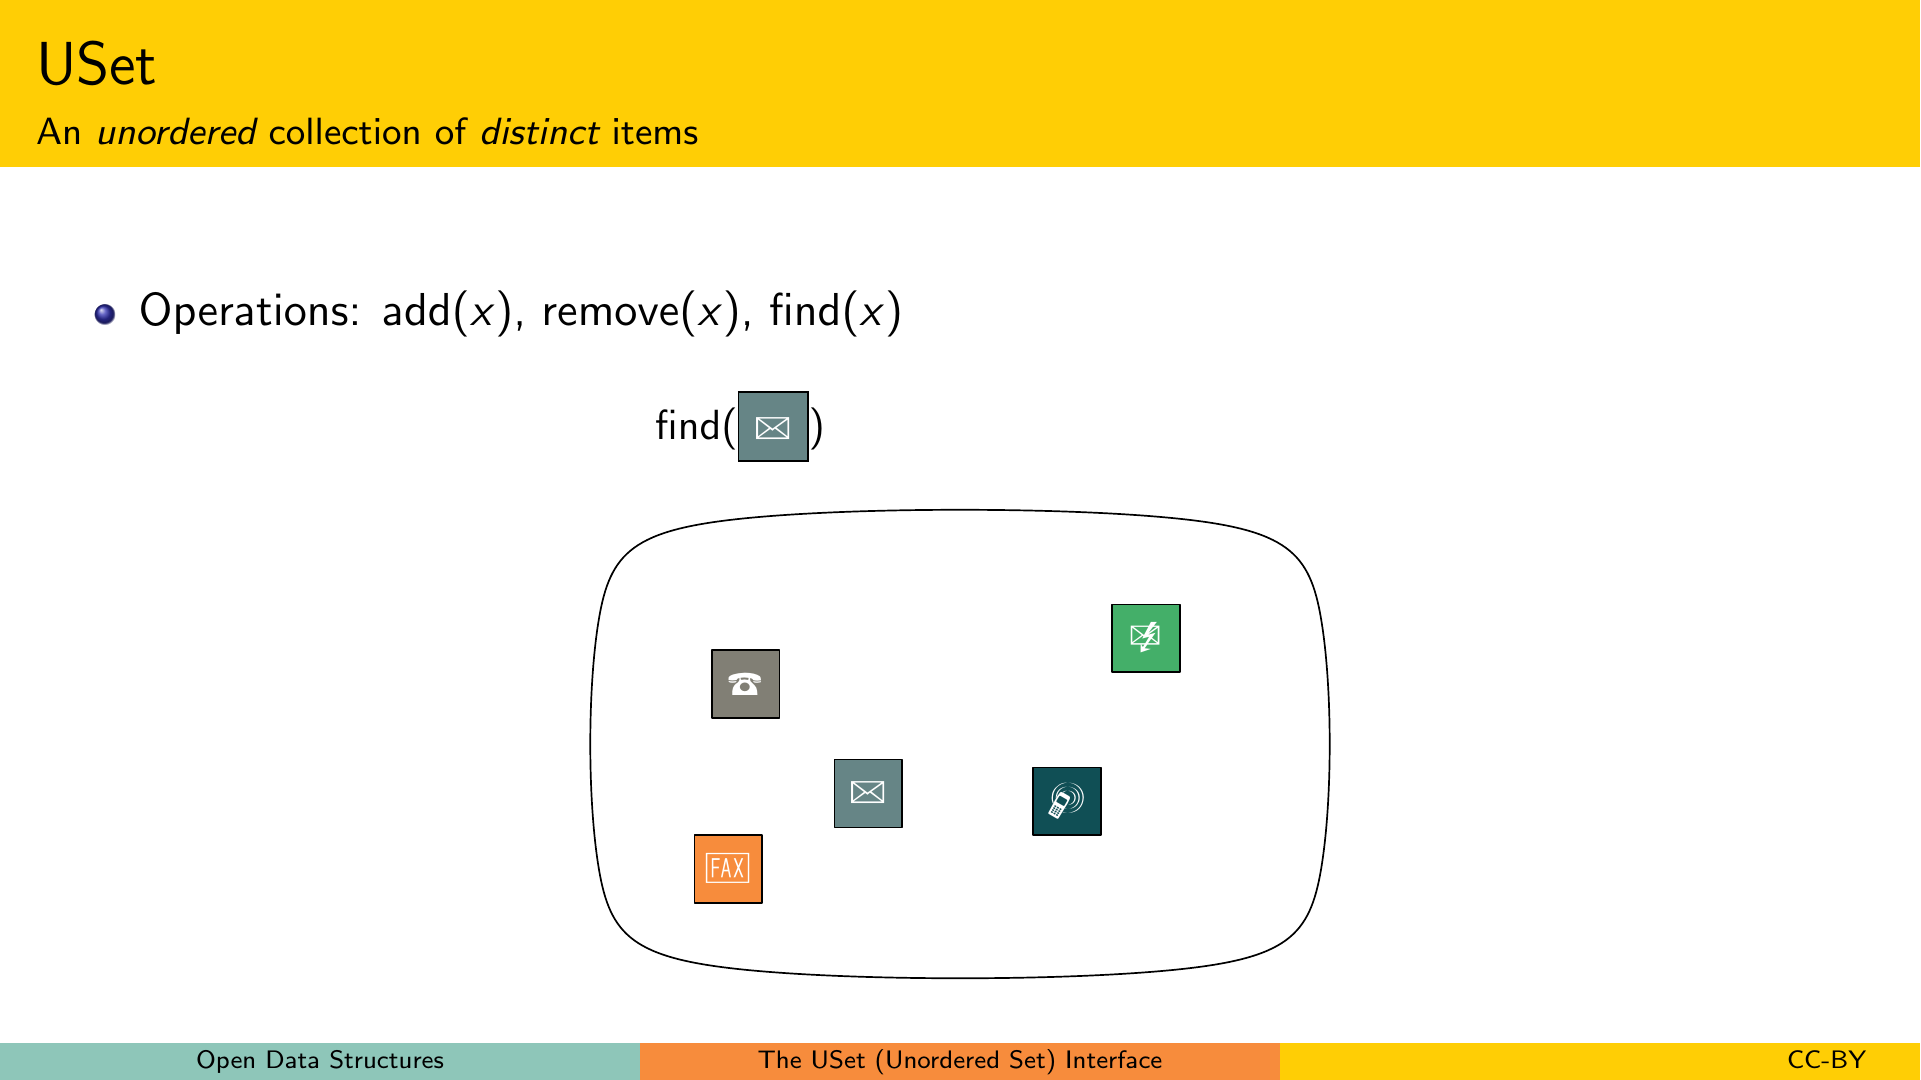 USet
An unordered collection of distinct items
Operations: add(x), remove(x), find(x)
find(✉)
FAX
Open Data Structures
The USet (Unordered Set) Interface
CC-BY